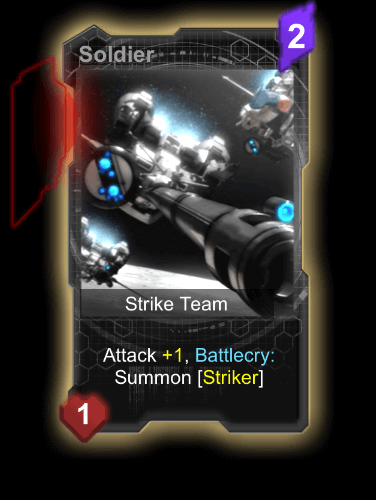 Soldier
2
Strike Team
Attack +1, Battlecry:
Summon [Striker]
1